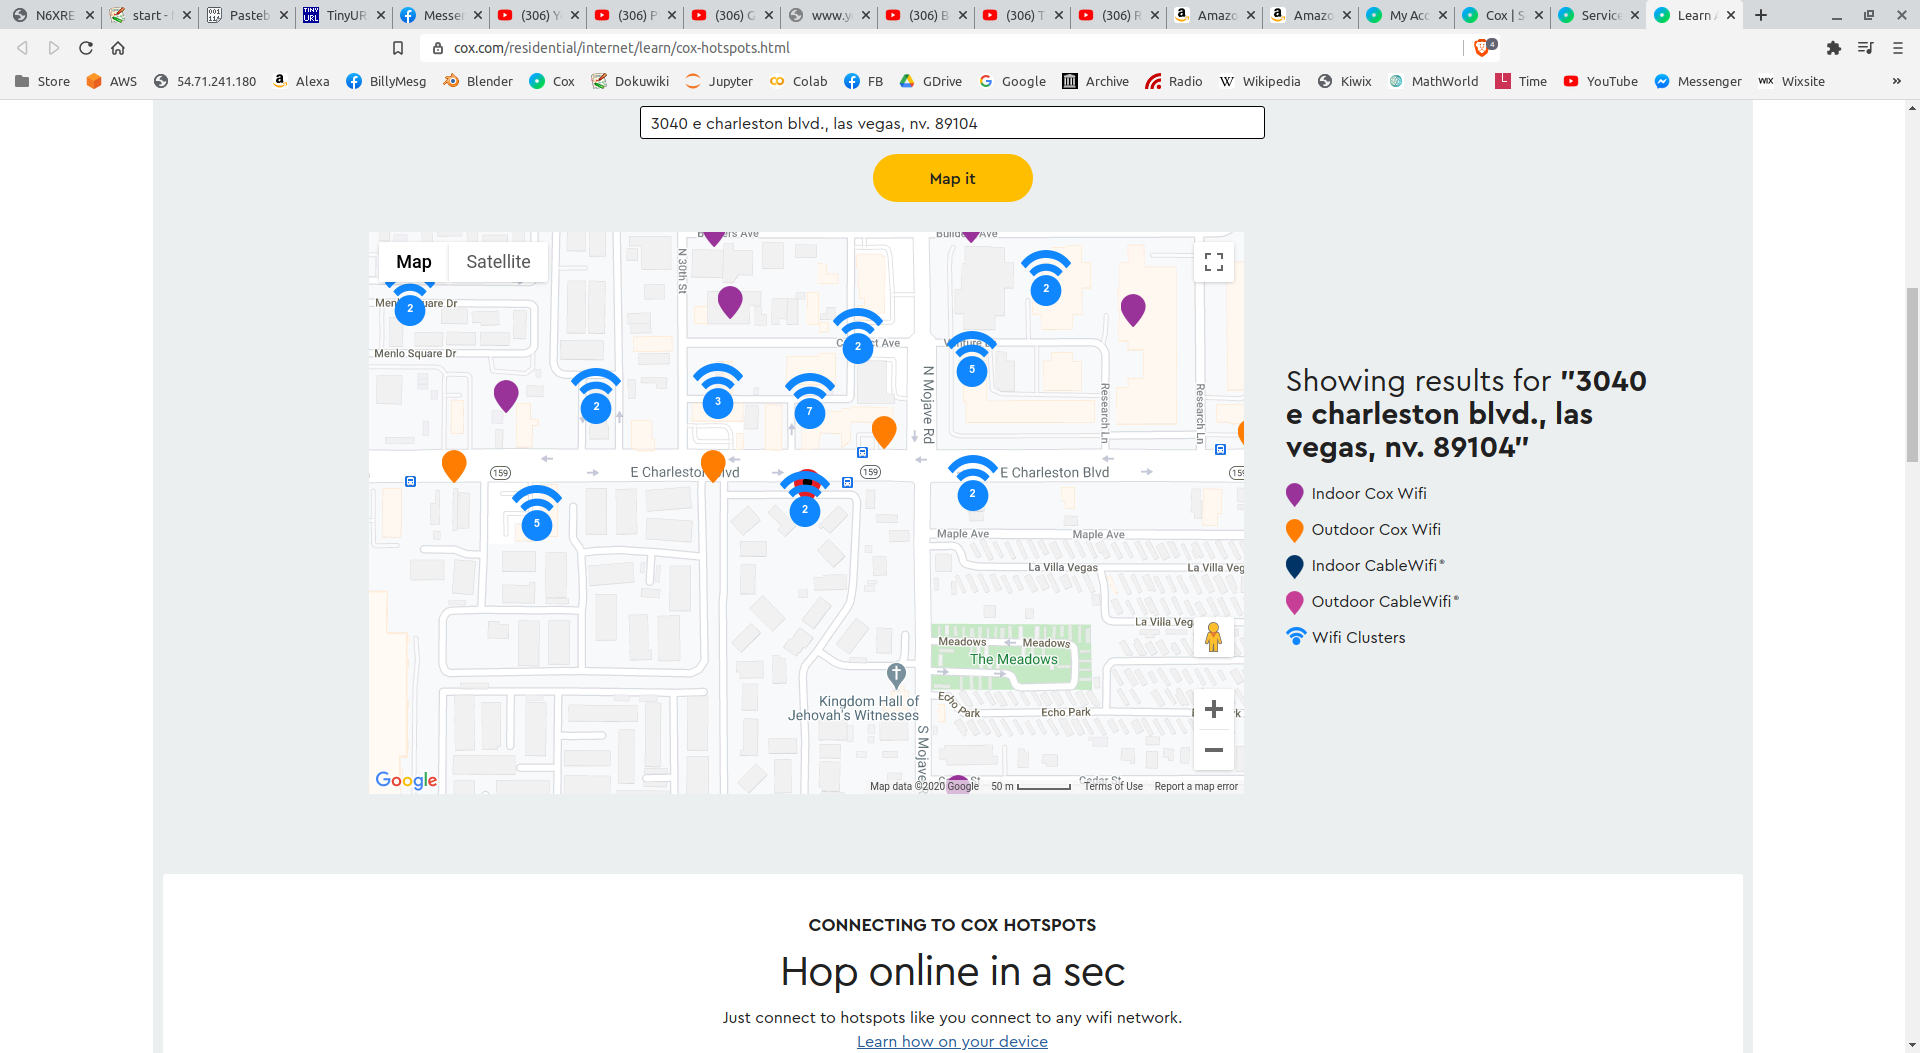 N6XRE
start -
Pasteb
TinyUR
Messer
(306) Y
(306) P
(306) G
www.y
(306) B
(306) T
(306) R
Amazo
Amazo
My Acc
Cox | S
Service
Learn
cox.com/residential/internet/learn/cox-hotspots.html
4
Store
AWS
54.71.241.180
Alexa
BillyMesg
Blender
Cox
Dokuwiki
Jupyter
Colab
FB
GDrive
Google
Archive
Radio
Wikipedia
Kiwix
MathWorld
Time
YouTube
Messenger
Wixsite
»
3040 e charleston blvd., las vegas, nv. 89104
Map it
Map
Satellite
N 30th St
Menlo Square Dr
Venture
N Mojave Rd
Research Ln
Research Ln
2
2
2
5
2
3
7
E Charleston Blvd
159
159
E Charleston Blvd
5
2
2
Maple Ave
Maple Ave
La Villa Vegas
La Villa Veg
La Villa Veg
Meadows
Meadows
The Meadows
Kingdom Hall of
Jehovah's Witnesses
Echo Park
Echo Park
S Mojave
Cedar St
Google
Map data ©2020 Google
50 m
Terms of Use
Report a map error
Showing results for "3040
e charleston blvd., las
vegas, nv. 89104"
Indoor Cox Wifi
Outdoor Cox Wifi
Indoor CableWifi®
Outdoor CableWifi®
Wifi Clusters
CONNECTING TO COX HOTSPOTS
Hop online in a sec
Just connect to hotspots like you connect to any wifi network.
Learn how on your device